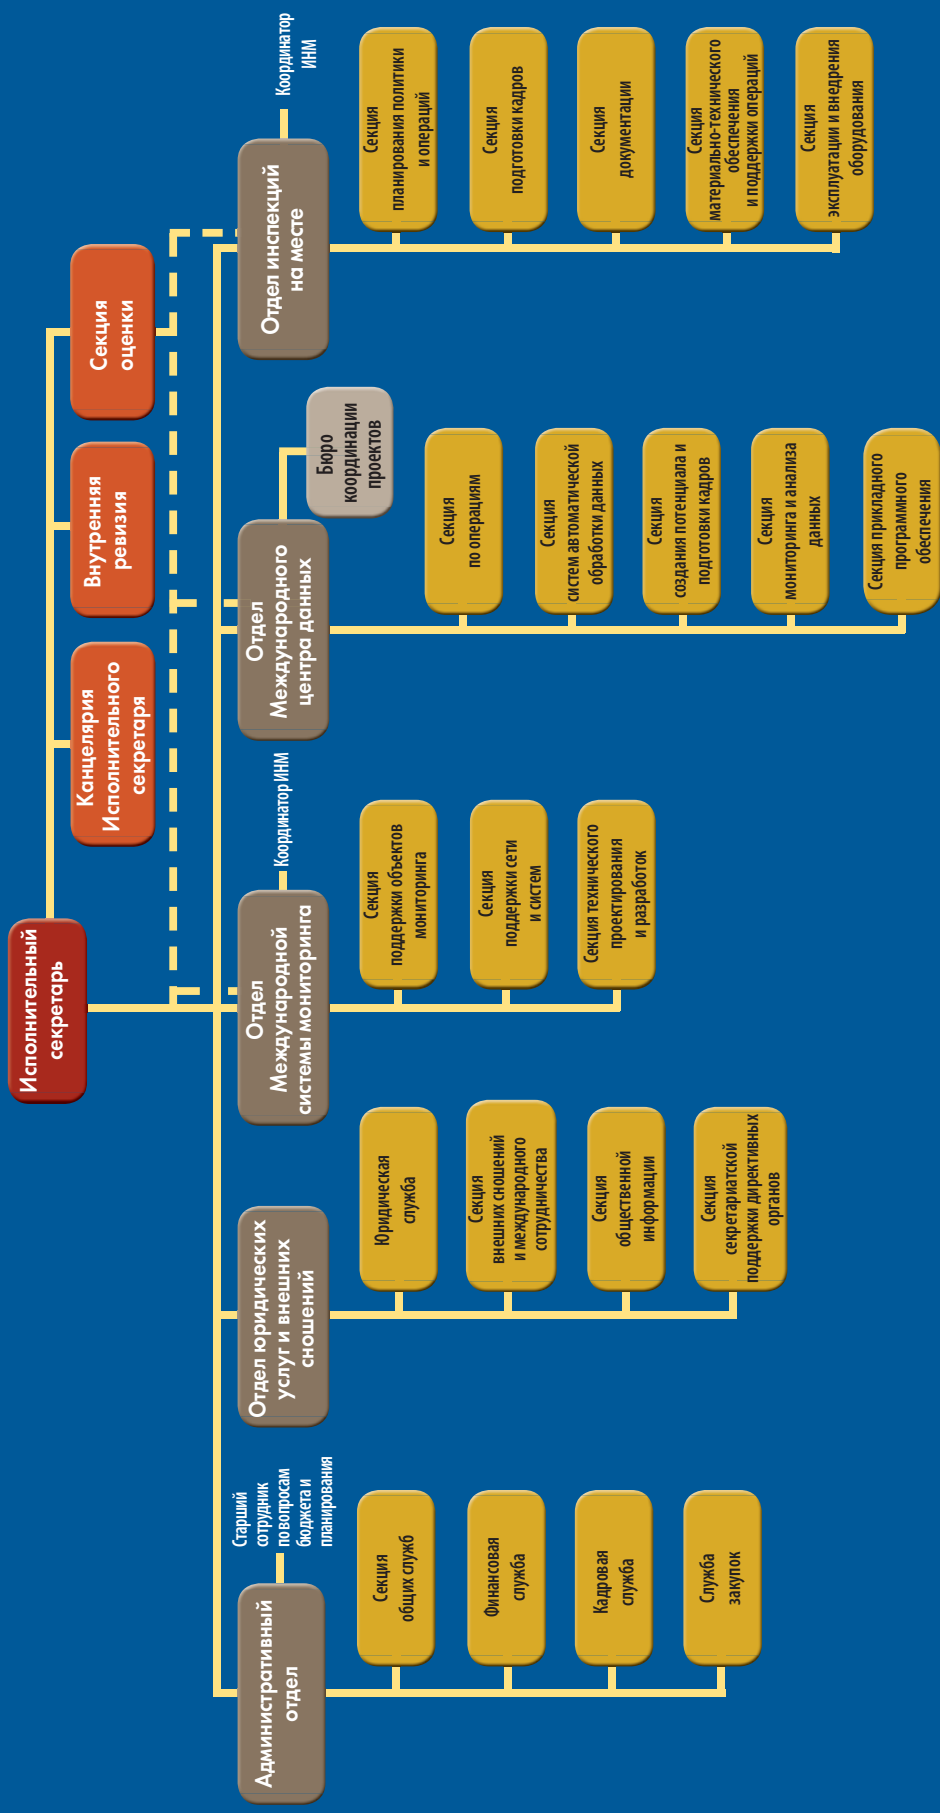 Исполнительный
секретарь
Канцелярия
Исполнительного
секретаря
Внутренняя
ревизия
Секция
оценки
Административный
отдел
Старший
сотрудник
по вопросам
бюджета и
планирования
Секция
общих служб
Финансовая
служба
Кадровая
служба
Служба
закупок
Отдел юридических
услуг и внешних
сношений
Юридическая
служба
Секция
внешних сношений
и международного
сотрудничества
Секция
общественной
информации
Секция
секретариатской
поддержки директивных
органов
Отдел
Международной
системы мониторинга
Координатор ИНМ
Секция
поддержки объектов
мониторинга
Секция
поддержки сети
и систем
Секция технического
проектирования
и разработок
Отдел
Международного
центра данных
Бюро
координации
проектов
Секция
по операциям
Секция
систем автоматической
обработки данных
Секция
создания потенциала и
подготовки кадров
Секция
мониторинга и анализа
данных
Секция прикладного
программного
обеспечения
Отдел инспекций
на месте
Координатор
ИНМ
Секция
планирования политики
и операций
Секция
подготовки кадров
Секция
документации
Секция
материально-технического
обеспечения
и поддержки операций
Секция
эксплуатации и внедрения
оборудования